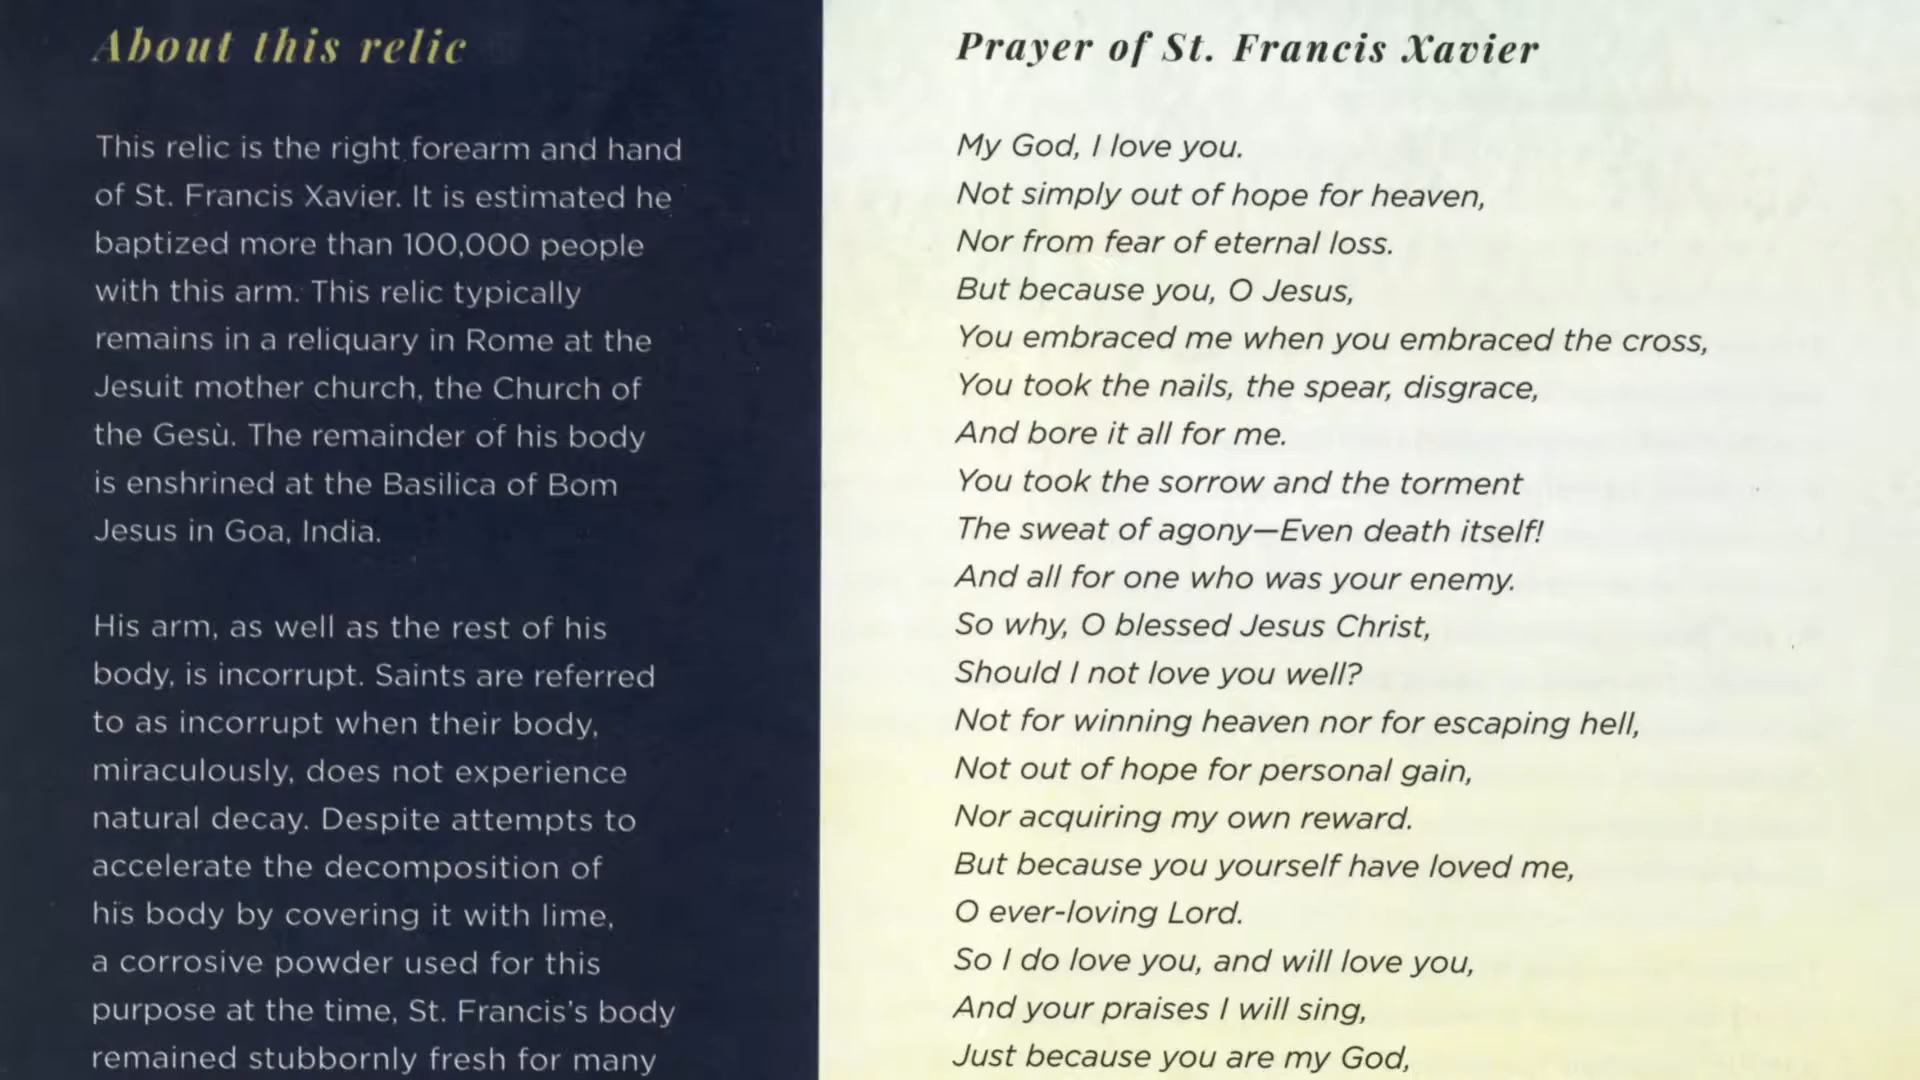 About this relic
This relic is the right forearm and hand
of St. Francis Xavier. It is estimated he
baptized more than 100,000 people
with this arm. This relic typically
remains in a reliquary in Rome at the
Jesuit mother church, the Church of
the Gesù. The remainder of his body
is enshrined at the Basilica of Bom
Jesus in Goa, India.
His arm, as well as the rest of his
body, is incorrupt. Saints are referred
to as incorrupt when their body,
miraculously, does not experience
natural decay. Despite attempts to
accelerate the decomposition of
his body by covering it with lime,
a corrosive powder used for this
purpose at the time, St. Francis's body
remained stubbornly fresh for many
Prayer of St. Francis Xavier
My God, I love you.
Not simply out of hope for heaven,
Nor from fear of eternal loss.
But because you, O Jesus,
You embraced me when you embraced the cross,
You took the nails, the spear, disgrace,
And bore it all for me.
You took the sorrow and the torment
The sweat of agony—Even death itself!
And all for one who was your enemy.
So why, O blessed Jesus Christ,
Should I not love you well?
Not for winning heaven nor for escaping hell,
Not out of hope for personal gain,
Nor acquiring my own reward.
But because you yourself have loved me,
O ever-loving Lord.
So I do love you, and will love you,
And your praises I will sing,
Just because you are my God,